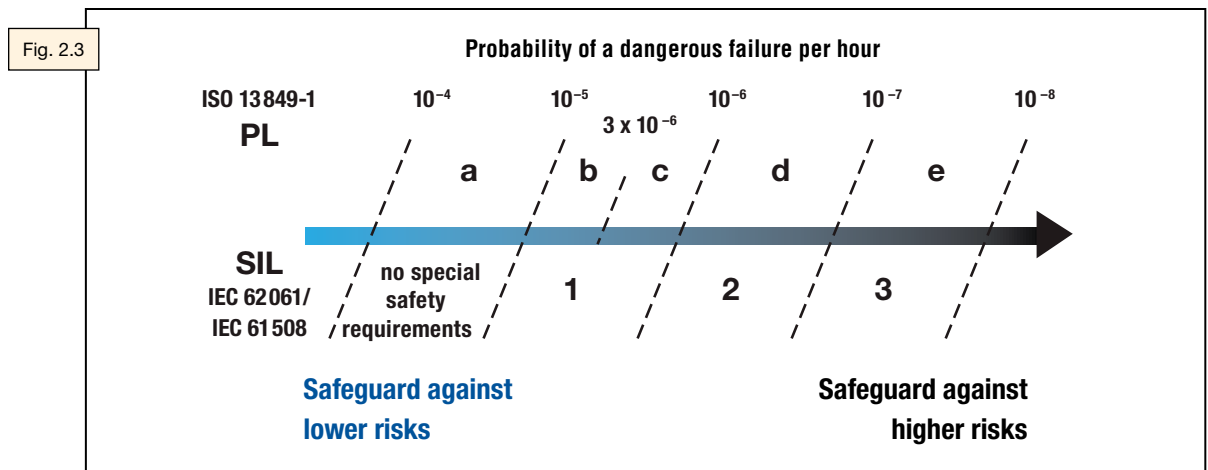 Fig. 2.3
Probability of a dangerous failure per hour
ISO 13849-1
PL
10⁻⁴
10⁻⁵
3 x 10⁻⁶
10⁻⁶
10⁻⁷
10⁻⁸
a
b
c
d
e
SIL
IEC 62061/
IEC 61508
no special
safety
requirements
1
2
3
Safeguard against
lower risks
Safeguard against
higher risks